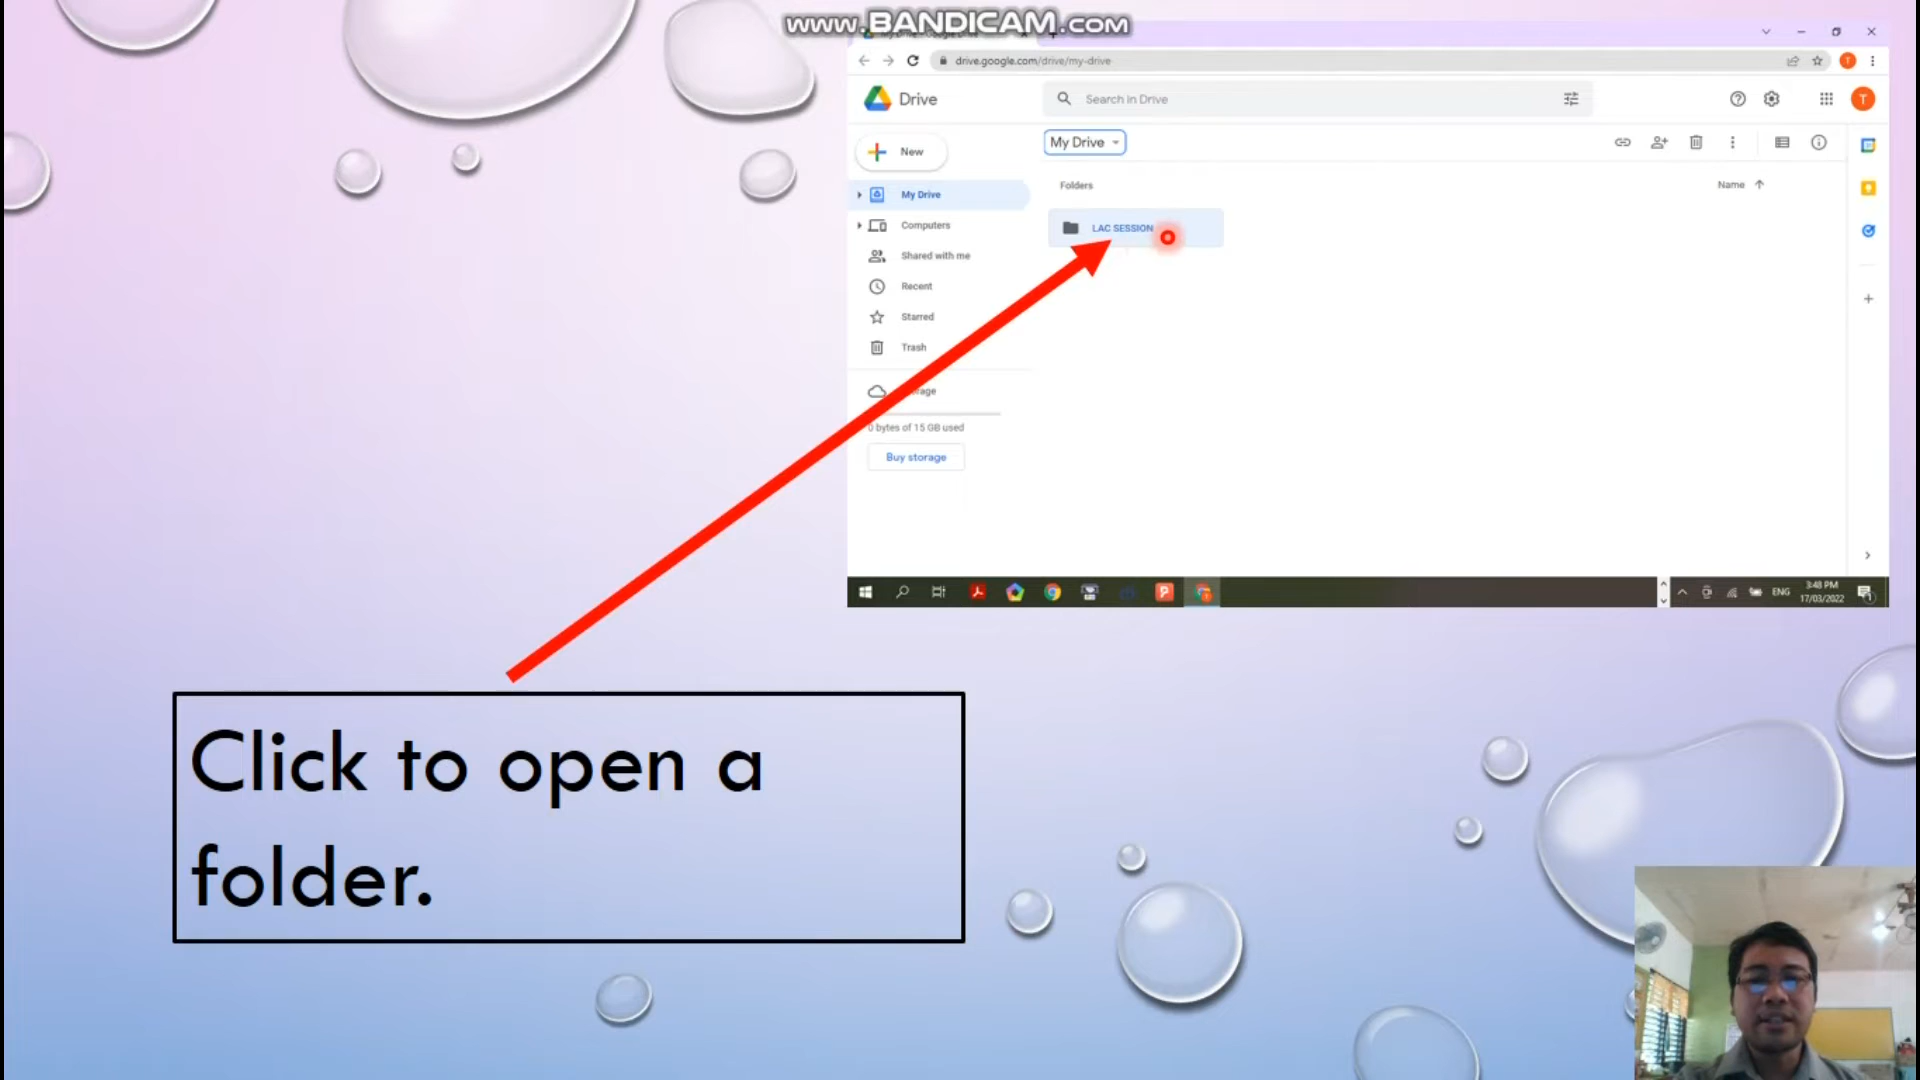 www.BANDICAM.com
drive.google.com/drive/my-drive
Drive
Search in Drive
T
New
My Drive
My Drive
Folders
Name
Computers
LAC SESSION
Shared with me
Recent
Starred
Trash
0 bytes of 15 GB used
Buy storage
ENG
3:48 PM
17/03/2022
Click to open a
folder.